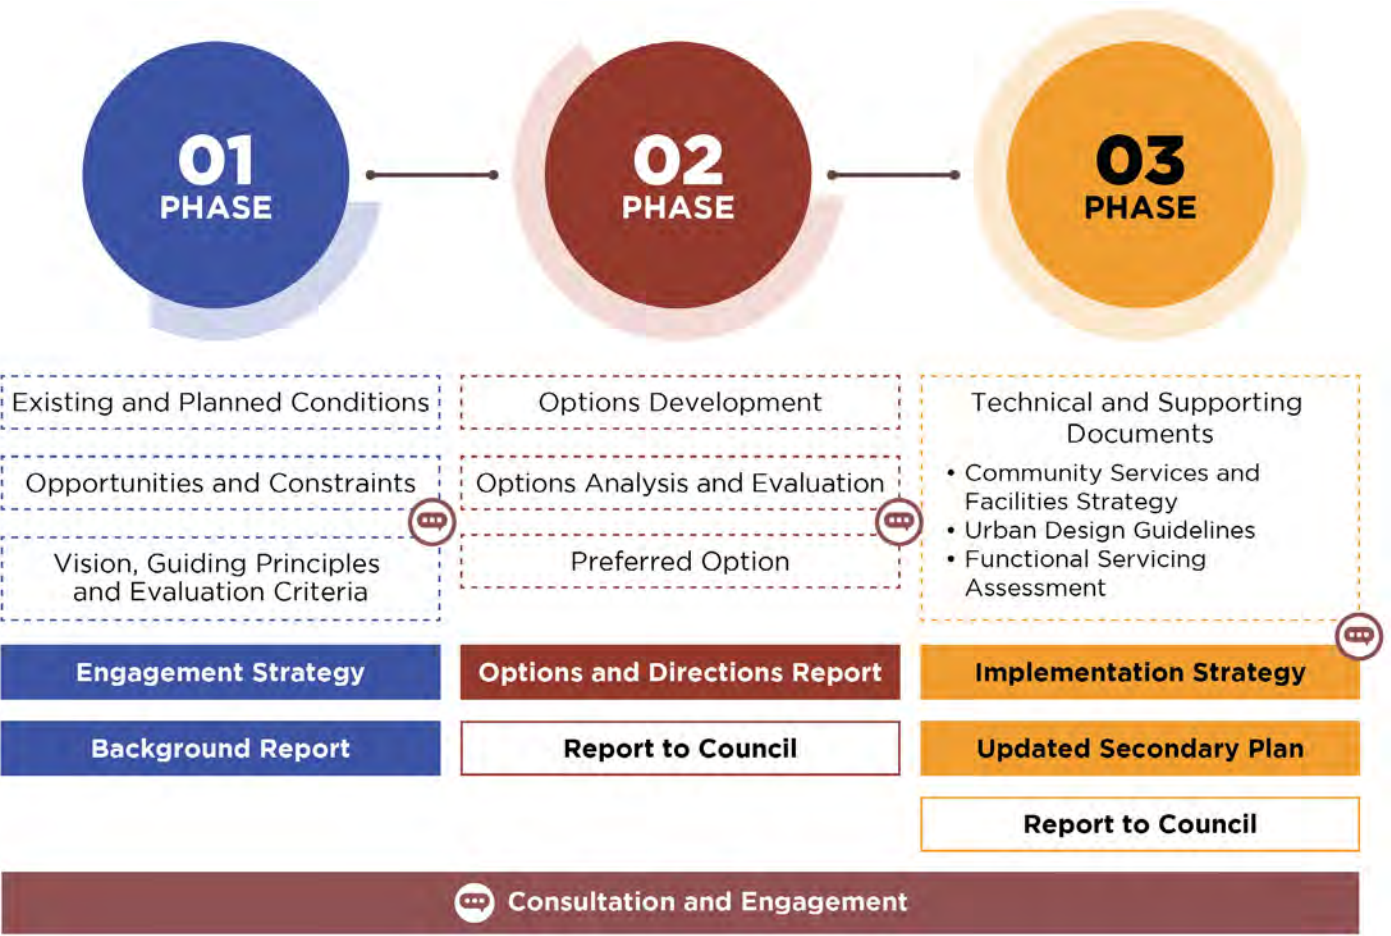 01
PHASE
02
PHASE
03
PHASE
Existing and Planned Conditions
Opportunities and Constraints
Vision, Guiding Principles
and Evaluation Criteria
Engagement Strategy
Background Report
Options Development
Options Analysis and Evaluation
Preferred Option
Options and Directions Report
Report to Council
Technical and Supporting
Documents
• Community Services and
Facilities Strategy
• Urban Design Guidelines
• Functional Servicing
Assessment
Implementation Strategy
Updated Secondary Plan
Report to Council
Consultation and Engagement